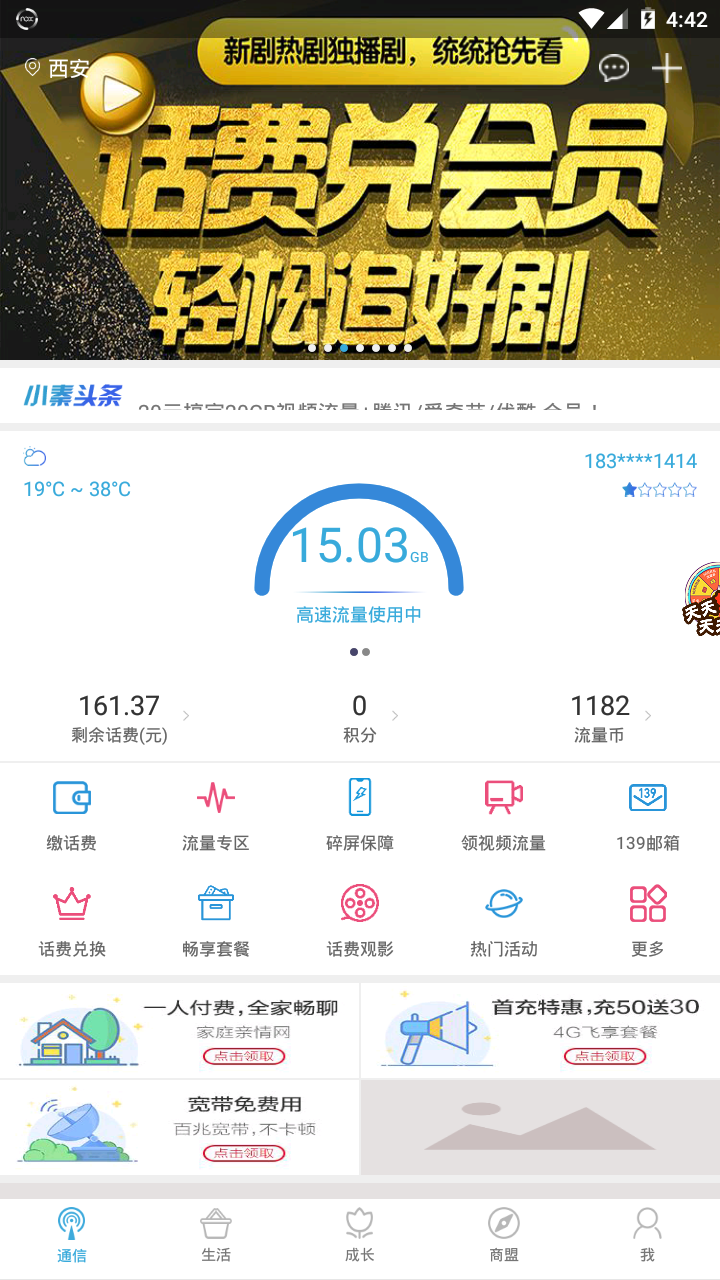 4:42
西安
新剧热剧独播剧，统统抢先看
话费兑会员
轻松追好剧
小秦头条
183****1414
19°C ~ 38°C
15.03GB
高速流量使用中
天天
天天
161.37 0 1182
剩余话费(元) 积分 流量币
139
缴话费 流量专区 碎屏保障 领视频流量 139邮箱
话费兑换 畅享套餐 话费观影 热门活动 更多
一人付费，全家畅聊
家庭亲情网
点击领取
首充特惠，充50送30
4G飞享套餐
点击领取
宽带免费用
百兆宽带，不卡顿
点击领取
通信 生活 成长 商盟 我